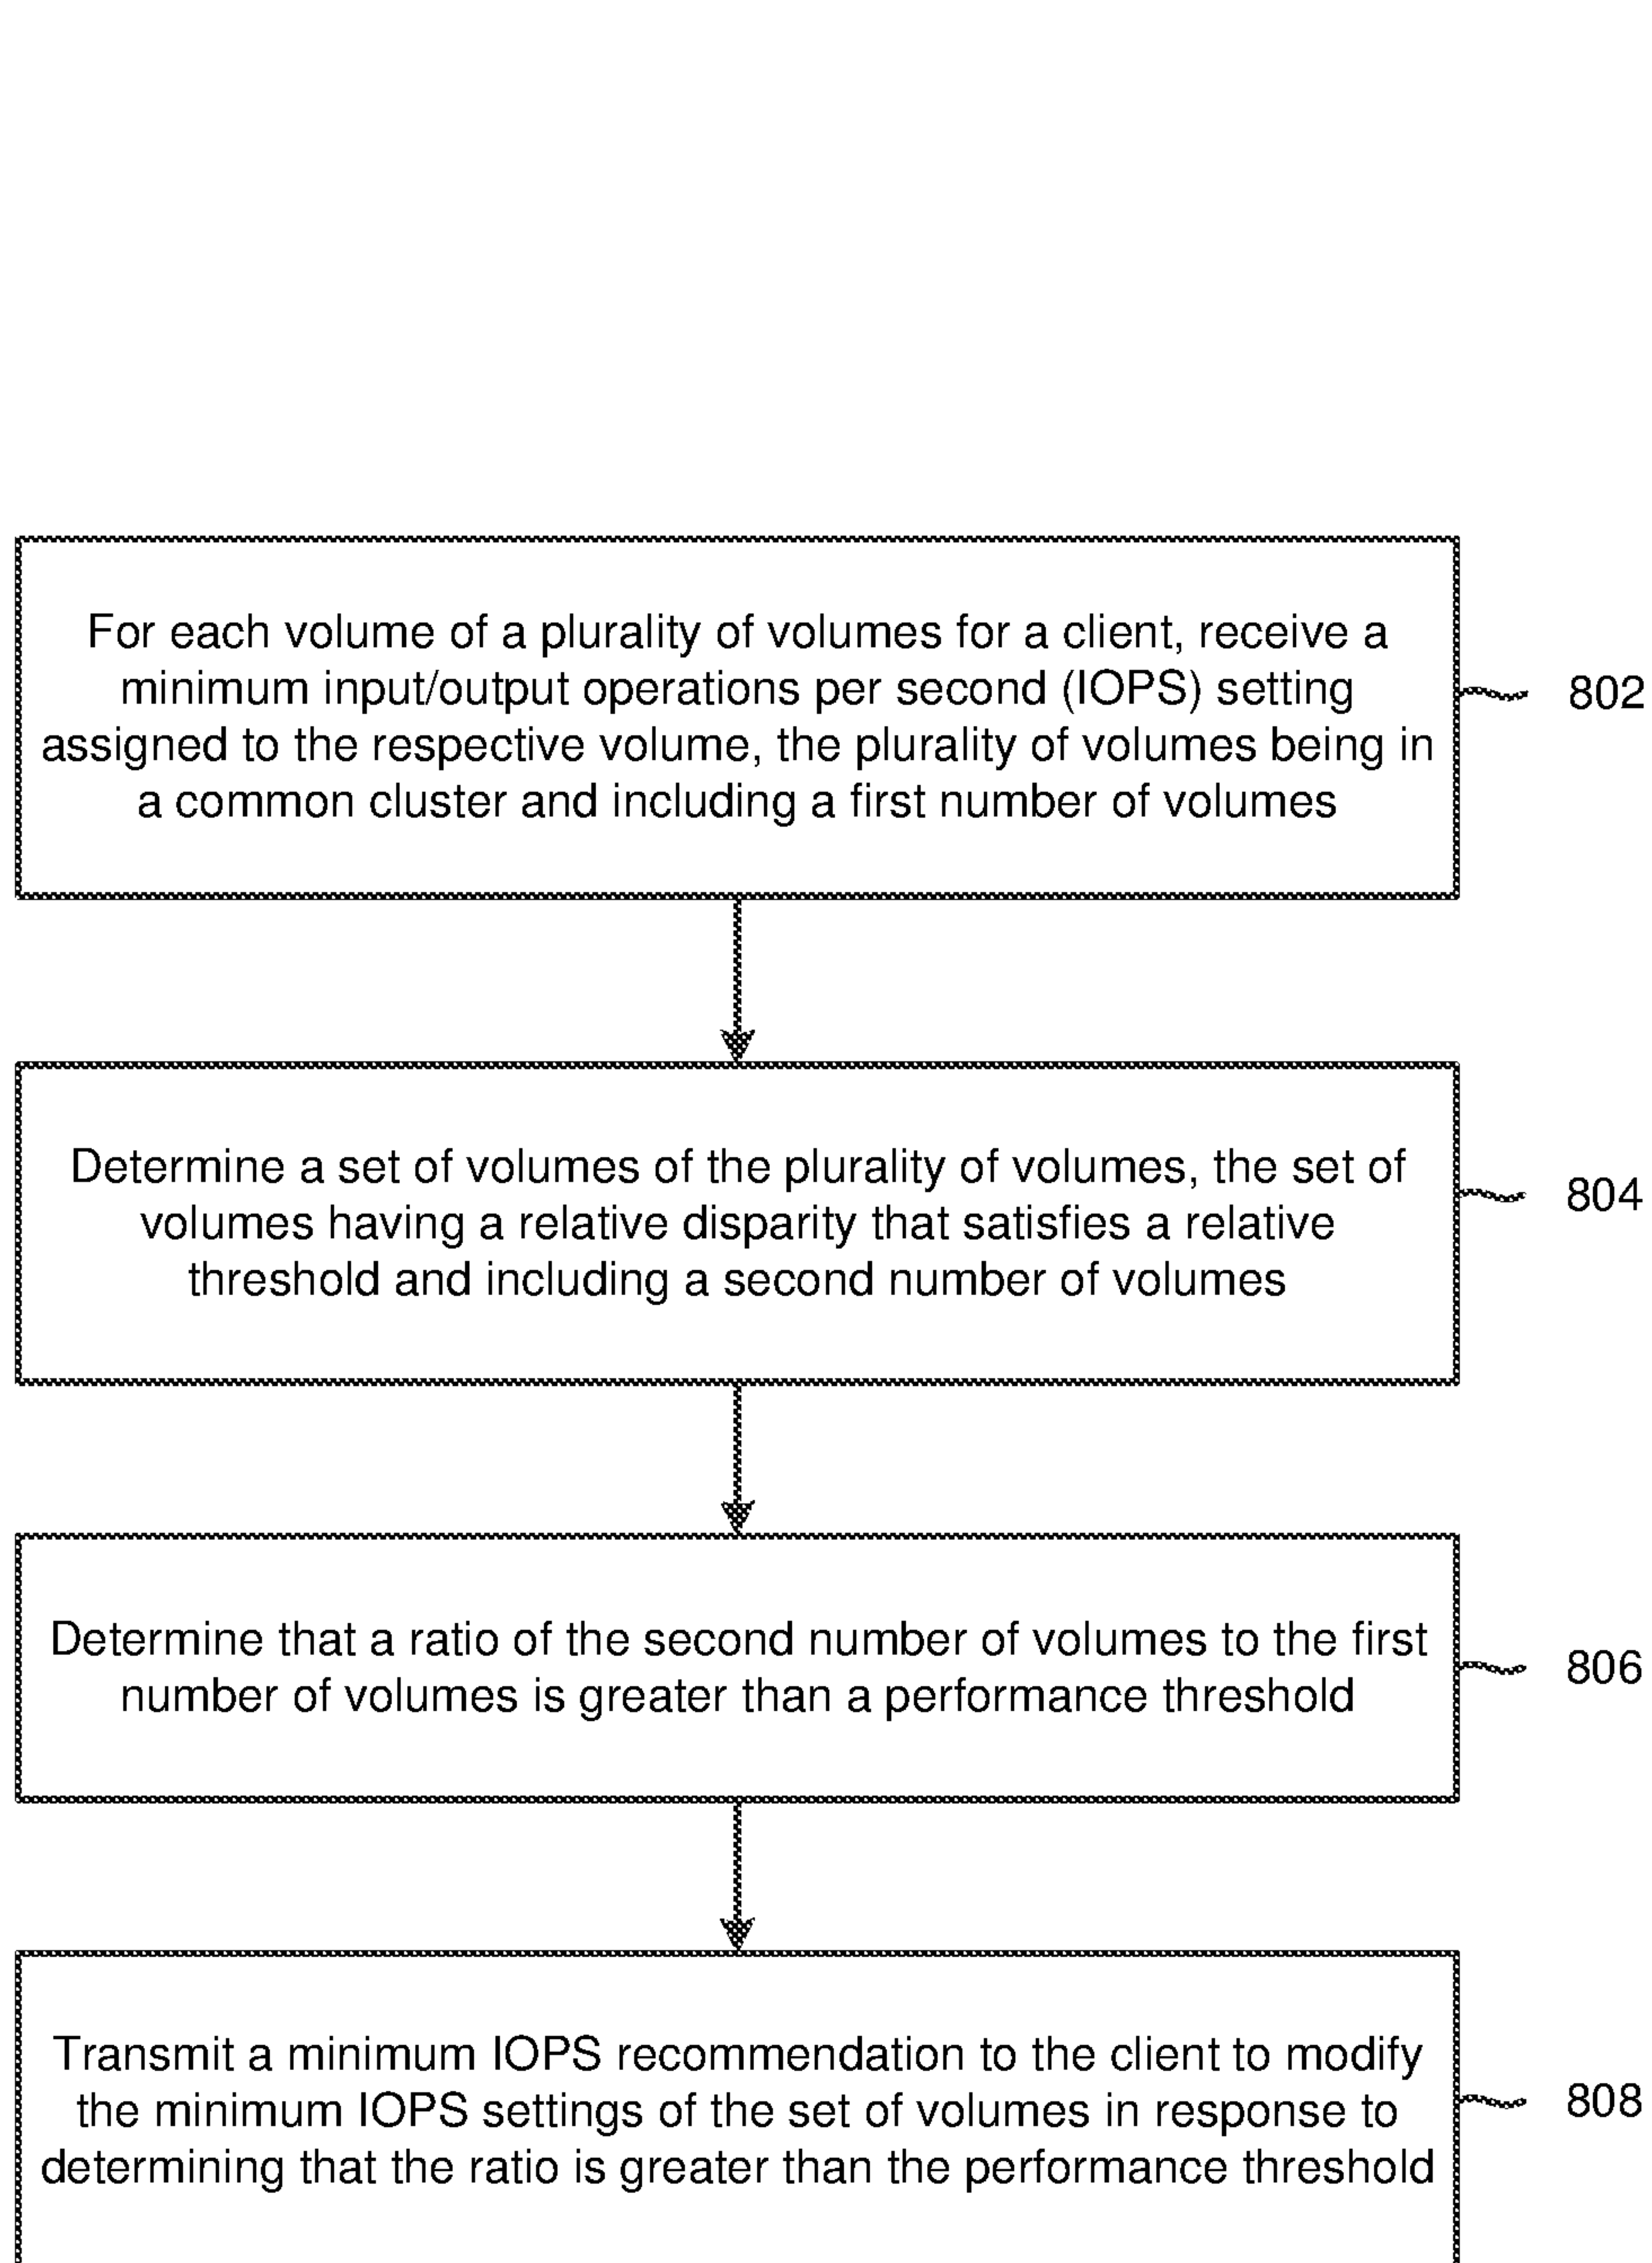 For each volume of a plurality of volumes for a client, receive a
minimum input/output operations per second (IOPS) setting
assigned to the respective volume, the plurality of volumes being in
a common cluster and including a first number of volumes
802
Determine a set of volumes of the plurality of volumes, the set of
volumes having a relative disparity that satisfies a relative
threshold and including a second number of volumes
804
Determine that a ratio of the second number of volumes to the first
number of volumes is greater than a performance threshold
806
Transmit a minimum IOPS recommendation to the client to modify
the minimum IOPS settings of the set of volumes in response to
determining that the ratio is greater than the performance threshold
808